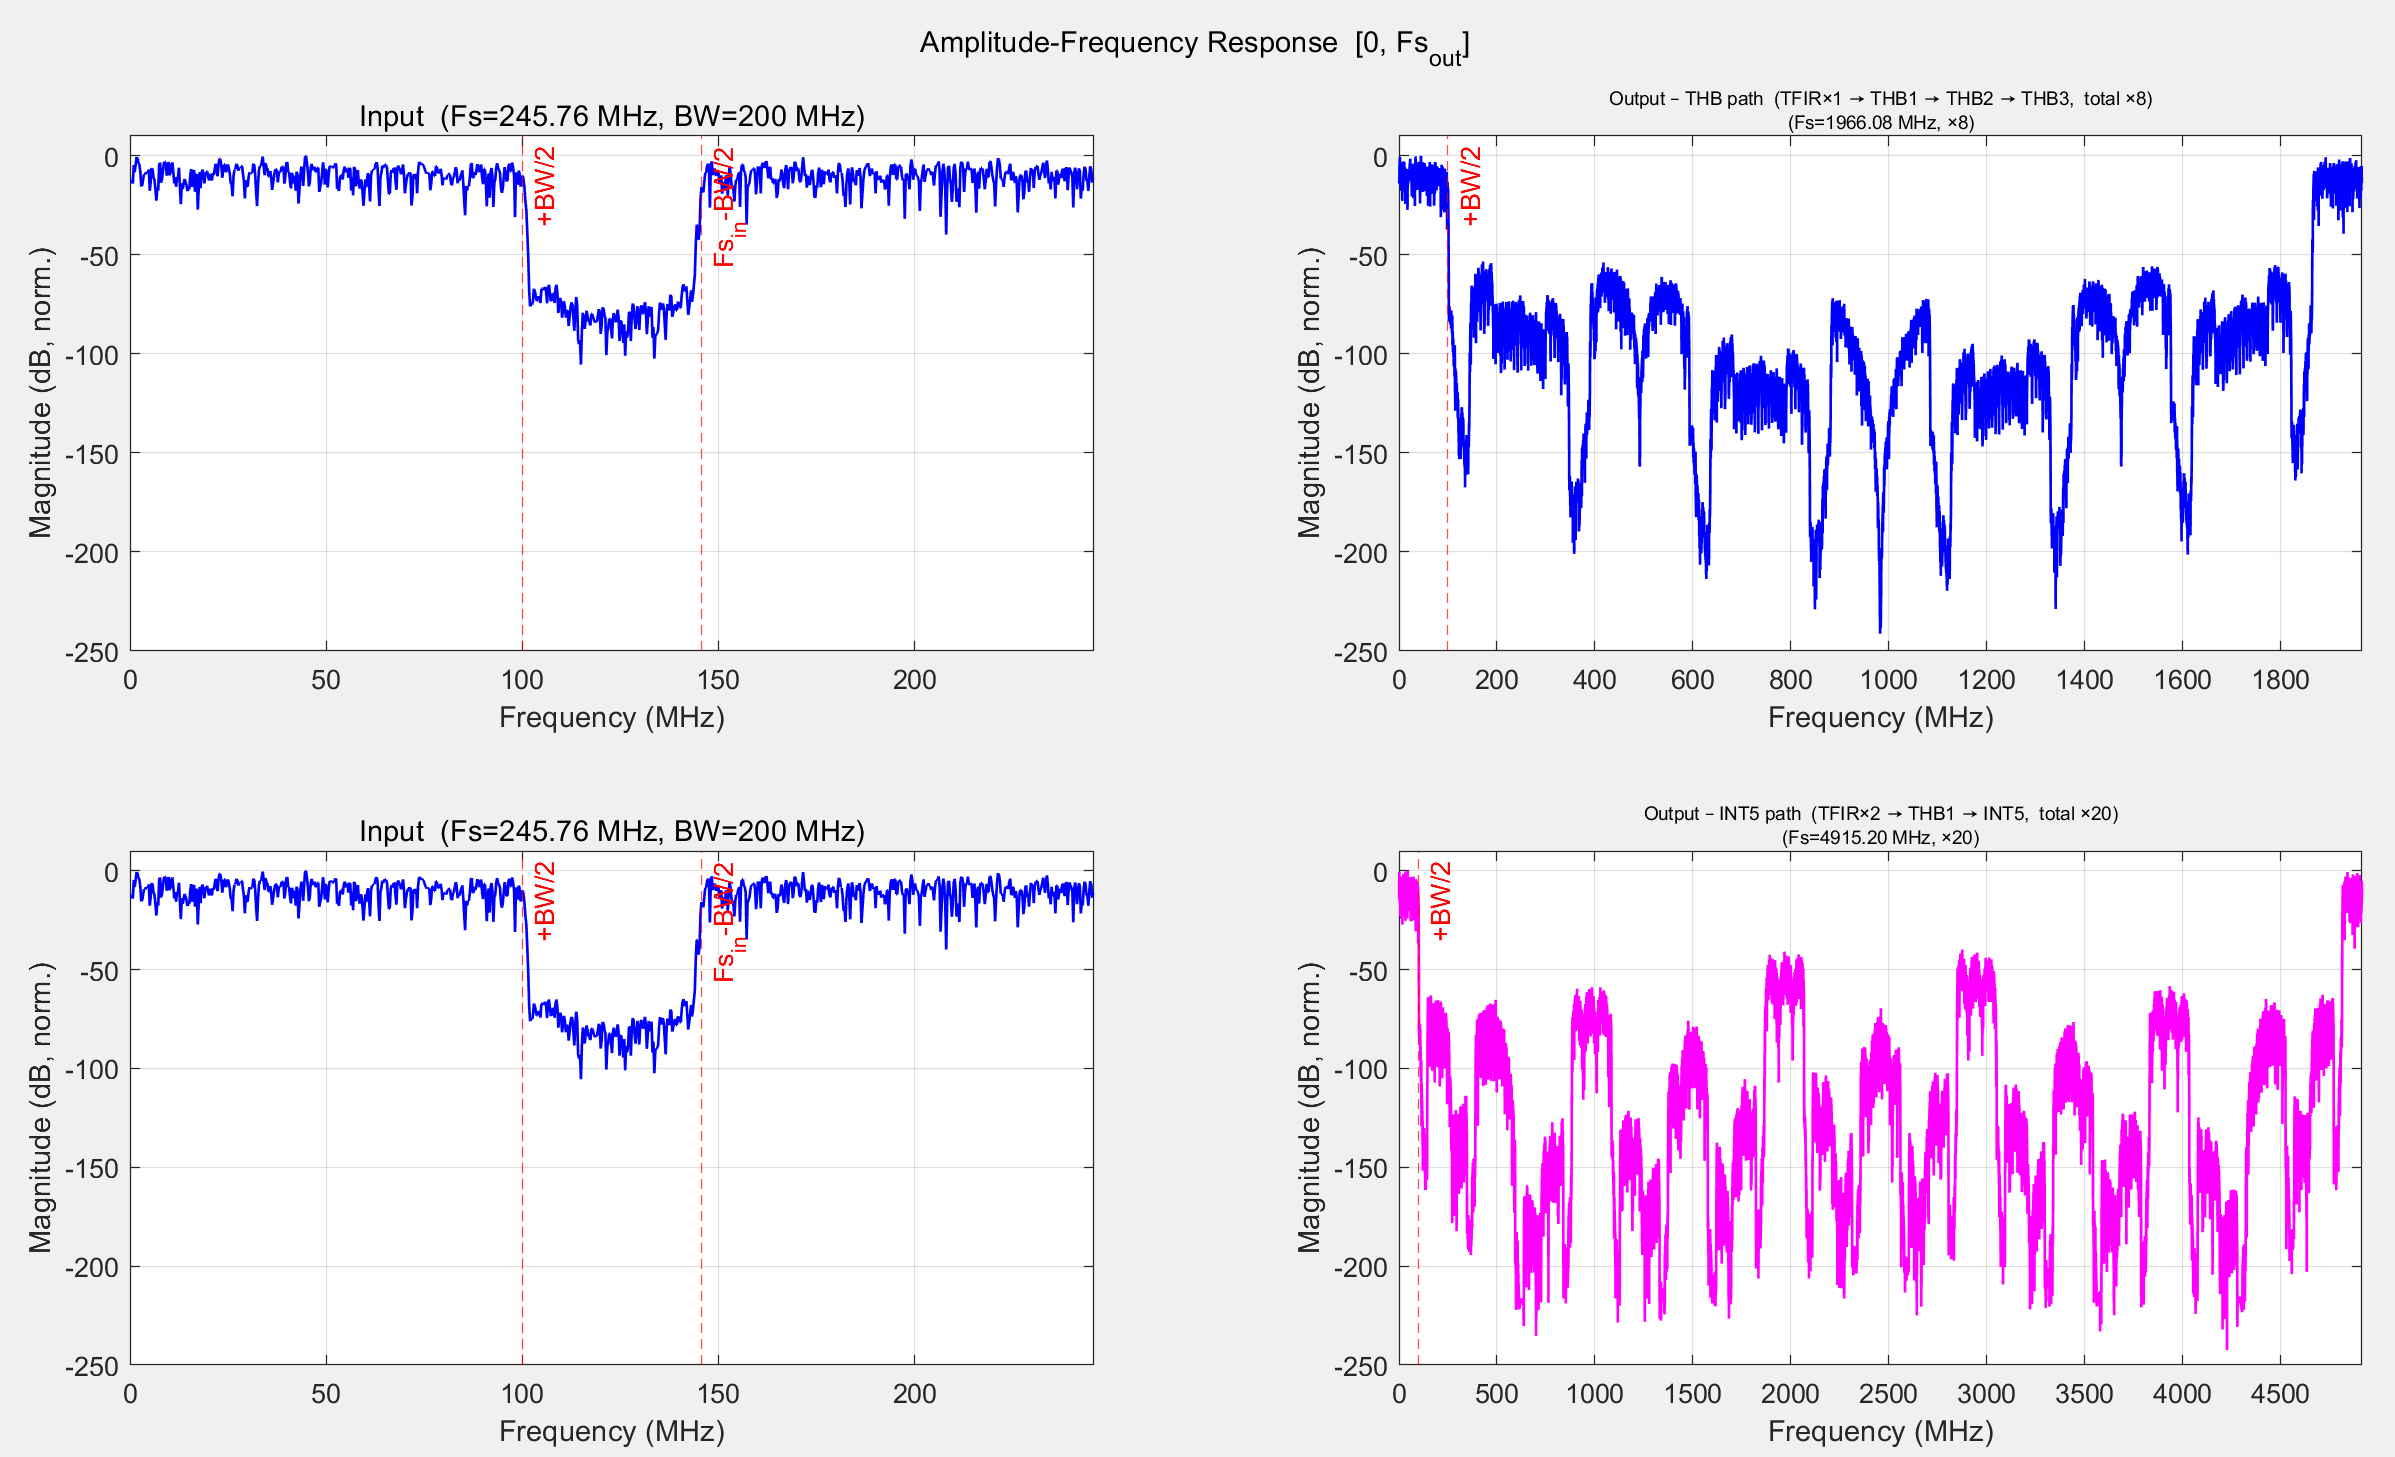 Amplitude-Frequency Response [0, Fs_out]
Input (Fs=245.76 MHz, BW=200 MHz)
0
-50
-100
-150
-200
-250
Magnitude (dB, norm.)
+BW/2
Fs_in-BW/2
0
50
100
150
200
Frequency (MHz)
Output – THB path (TFIR×1 → THB1 → THB2 → THB3, total ×8)
(Fs=1966.08 MHz, ×8)
0
-50
-100
-150
-200
-250
Magnitude (dB, norm.)
+BW/2
0
200
400
600
800
1000
1200
1400
1600
1800
Frequency (MHz)
Input (Fs=245.76 MHz, BW=200 MHz)
0
-50
-100
-150
-200
-250
Magnitude (dB, norm.)
+BW/2
Fs_in-BW/2
0
50
100
150
200
Frequency (MHz)
Output – INT5 path (TFIR×2 → THB1 → INT5, total ×20)
(Fs=4915.20 MHz, ×20)
0
-50
-100
-150
-200
-250
Magnitude (dB, norm.)
+BW/2
0
500
1000
1500
2000
2500
3000
3500
4000
4500
Frequency (MHz)